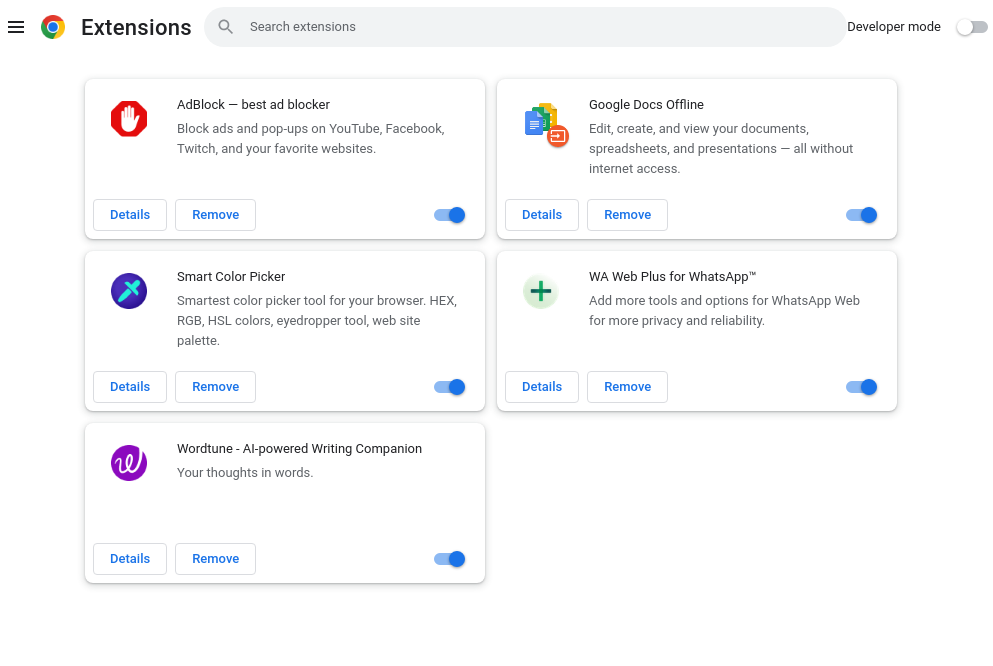 Extensions
Search extensions
Developer mode
AdBlock — best ad blocker
Block ads and pop-ups on YouTube, Facebook,
Twitch, and your favorite websites.
Details
Remove
Google Docs Offline
Edit, create, and view your documents,
spreadsheets, and presentations — all without
internet access.
Details
Remove
Smart Color Picker
Smartest color picker tool for your browser. HEX,
RGB, HSL colors, eyedropper tool, web site
palette.
Details
Remove
WA Web Plus for WhatsApp™
Add more tools and options for WhatsApp Web
for more privacy and reliability.
Details
Remove
Wordtune - AI-powered Writing Companion
Your thoughts in words.
Details
Remove